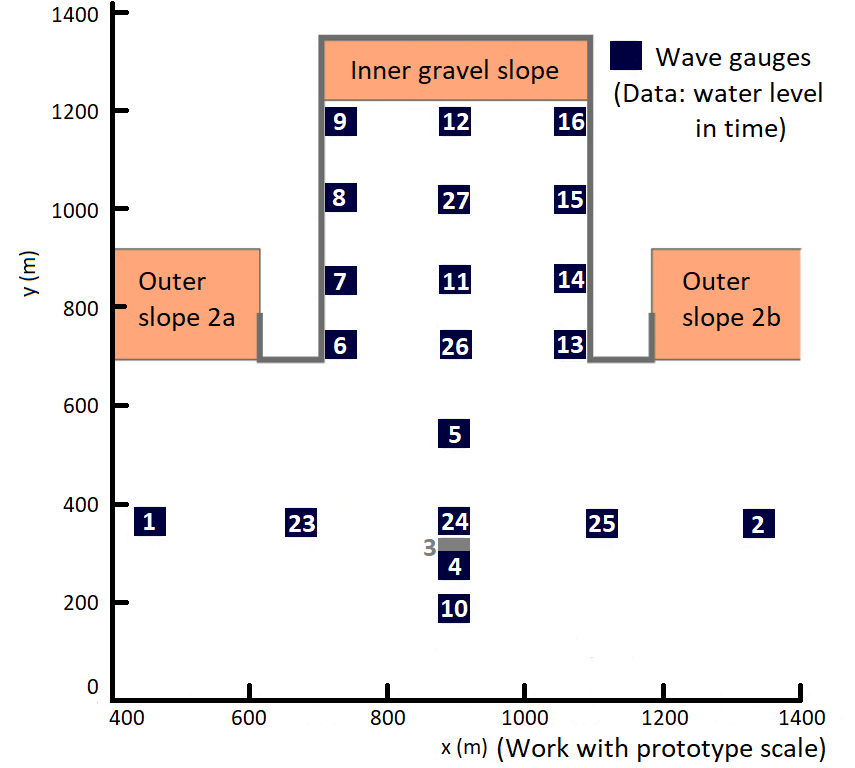 1400
Inner gravel slope
Wave gauges
(Data: water level
in time)
1200
9 12 16
8 27 15
1000
y (m)
Outer
slope 2a
7 11 14
Outer
slope 2b
800
6 26 13
600
5
400
1 23 24 25 2
3
4
200
10
0
400 600 800 1000 1200 1400
x (m) (Work with prototype scale)